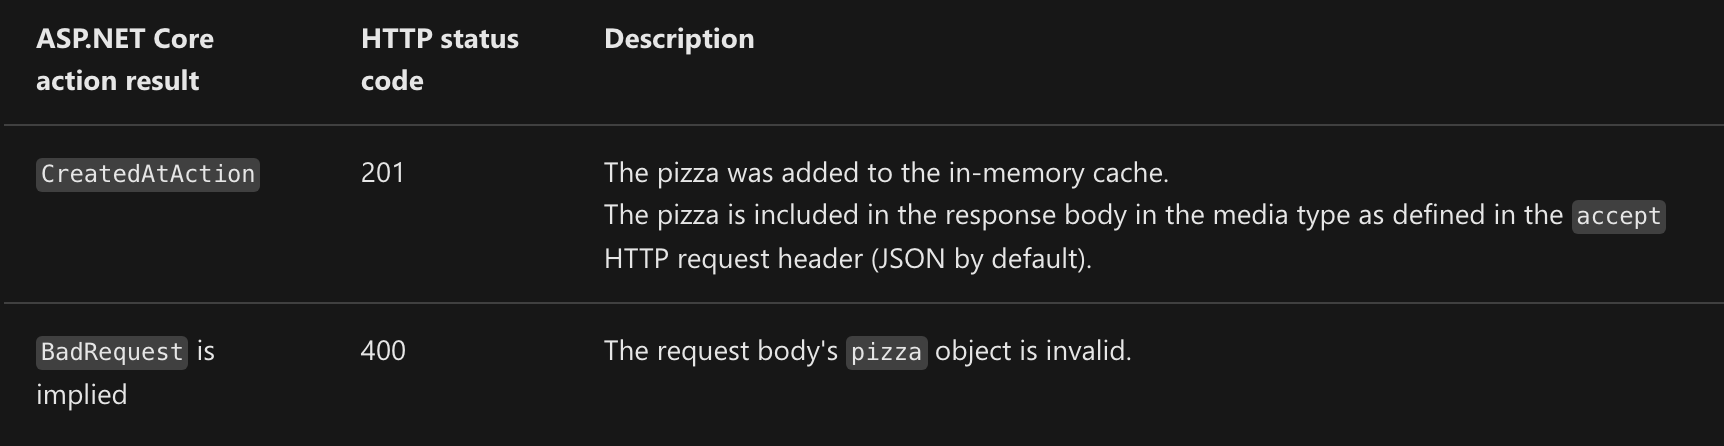 ASP.NET Core
action result
HTTP status
code
Description
CreatedAtAction
201
The pizza was added to the in-memory cache.
The pizza is included in the response body in the media type as defined in the accept
HTTP request header (JSON by default).
BadRequest is
implied
400
The request body's pizza object is invalid.